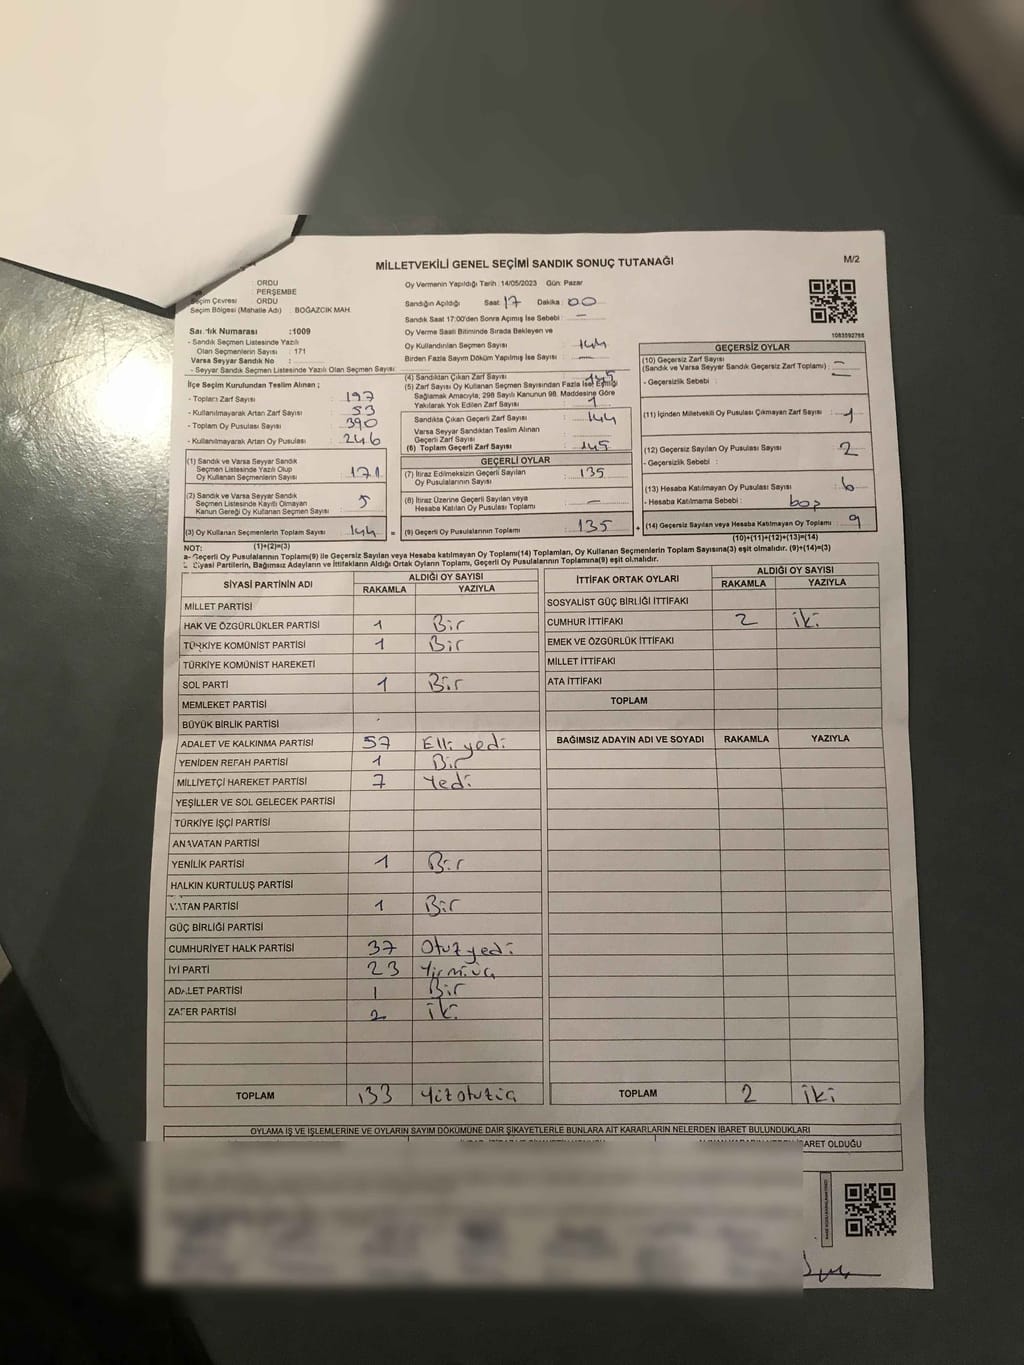 MİLLETVEKİLİ GENEL SEÇİMİ SANDIK SONUÇ TUTANAĞI
M/2
: ORDU
: PERŞEMBE
Seçim Çevresi : ORDU
Seçim Bölgesi (Mahalle Adı) : BOĞAZCIK MAH.
Oy Vermenin Yapıldığı Tarih :14/05/2023 Gün: Pazar
Sandığın Açıldığı Saat: 17 Dakika : 00
Sandık Saat 17:00'den Sonra Açımış İse Sebebi : —
Oy Verme Saati Bitiminde Sırada Bekleyen ve
Oy Kullandırılan Seçmen Sayısı : 144
Birden Fazla Sayım Döküm Yapılmış İse Sayısı : —
1083592798
Numarası :1009
- Sandık Seçmen Listesinde Yazılı
Olan Seçmenlerin Sayısı : 171
Varsa Seyyar Sandık No :
- Seyyar Sandık Seçmen Listesinde Yazılı Olan Seçmen Sayısı:
İlçe Seçim Kurulundan Teslim Alınan ;
- Toplam Zarf Sayısı : 197
- Kullanılmayarak Artan Zarf Sayısı : 53
- Toplam Oy Pusulası Sayısı : 390
- Kullanılmayarak Artan Oy Pusulası : 246
(1) Sandık ve Varsa Seyyar Sandık
Seçmen Listesinde Yazılı Olup
Oy Kullanan Seçmenlerin Sayısı : 171
(2) Sandık ve Varsa Seyyar Sandık
Seçmen Listesinde Kayıtlı Olmayan
Kanun Gereği Oy Kullanan Seçmen Sayısı : 5
(3) Oy Kullanan Seçmenlerin Toplam Sayısı : 144 =
(1)+(2)=(3)
(4) Sandıktan Çıkan Zarf Sayısı : 145
(5) Zarf Sayısı Oy Kullanan Seçmen Sayısından Fazla İse Eşitliği
Sağlamak Amacıyla; 298 Sayılı Kanunun 98. Maddesine Göre
Yakılarak Yok Edilen Zarf Sayısı : 1
Sandıkta Çıkan Geçerli Zarf Sayısı : 144
Varsa Seyyar Sandıktan Teslim Alınan
Geçerli Zarf Sayısı :
(6) Toplam Geçerli Zarf Sayısı : 145
GEÇERLİ OYLAR
(7) İtiraz Edilmeksizin Geçerli Sayılan
Oy Pusulalarının Sayısı : 135
(8) İtiraz Üzerine Geçerli Sayılan veya
Hesaba Katılan Oy Pusulası Toplamı : —
(9) Geçerli Oy Pusulalarının Toplamı : 135 +
GEÇERSİZ OYLAR
(10) Geçersiz Zarf Sayısı
(Sandık ve Varsa Seyyar Sandık Geçersiz Zarf Toplamı) : —
- Geçersizlik Sebebi : —
(11) İçinden Milletvekili Oy Pusulası Çıkmayan Zarf Sayısı : 1
(12) Geçersiz Sayılan Oy Pusulası Sayısı : 2
- Geçersizlik Sebebi :
(13) Hesaba Katılmayan Oy Pusulası Sayısı : 6
- Hesaba Katılmama Sebebi : boş
(14) Geçersiz Sayılan veya Hesaba Katılmayan Oy Toplamı : 9
(10)+(11)+(12)+(13)=(14)
NOT:
a- Geçerli Oy Pusulalarının Toplamı(9) ile Geçersiz Sayılan veya Hesaba katılmayan Oy Toplamı(14) Toplamları, Oy Kullanan Seçmenlerin Toplam Sayısına(3) eşit olmalıdır. (9)+(14)=(3)
Siyasi Partilerin, Bağımsız Adayların ve İttifakların Aldığı Ortak Oyların Toplamı, Geçerli Oy Pusulalarının Toplamına(9) eşit olmalıdır.
SİYASİ PARTİNİN ADI ALDIĞI OY SAYISI
RAKAMLA YAZIYLA
MİLLET PARTİSİ
HAK VE ÖZGÜRLÜKLER PARTİSİ 1 Bir
TÜRKİYE KOMÜNİST PARTİSİ 1 Bir
TÜRKİYE KOMÜNİST HAREKETİ
SOL PARTİ 1 Bir
MEMLEKET PARTİSİ
BÜYÜK BİRLİK PARTİSİ
ADALET VE KALKINMA PARTİSİ 57 Elli yedi
YENİDEN REFAH PARTİSİ 1 Bir
MİLLİYETÇİ HAREKET PARTİSİ 7 Yedi
YEŞİLLER VE SOL GELECEK PARTİSİ
TÜRKİYE İŞÇİ PARTİSİ
ANAVATAN PARTİSİ
YENİLİK PARTİSİ 1 Bir
HALKIN KURTULUŞ PARTİSİ
VATAN PARTİSİ 1 Bir
GÜÇ BİRLİĞİ PARTİSİ
CUMHURİYET HALK PARTİSİ 37 Otuzyedi
İYİ PARTİ 23 Yirmiüç
ADALET PARTİSİ 1 Bir
ZAFER PARTİSİ 2 iki
TOPLAM 133 Yüzotuzüç
İTTİFAK ORTAK OYLARI ALDIĞI OY SAYISI
RAKAMLA YAZIYLA
SOSYALİST GÜÇ BİRLİĞİ İTTİFAKI
CUMHUR İTTİFAKI 2 iki
EMEK VE ÖZGÜRLÜK İTTİFAKI
MİLLET İTTİFAKI
ATA İTTİFAKI
TOPLAM
BAĞIMSIZ ADAYIN ADI VE SOYADI RAKAMLA YAZIYLA
TOPLAM 2 iki
OYLAMA İŞ VE İŞLEMLERİNE VE OYLARIN SAYIM DÖKÜMÜNE DAİR ŞİKAYETLERLE BUNLARA AİT KARARLARIN NELERDEN İBARET BULUNDUKLARI
OLDUĞU